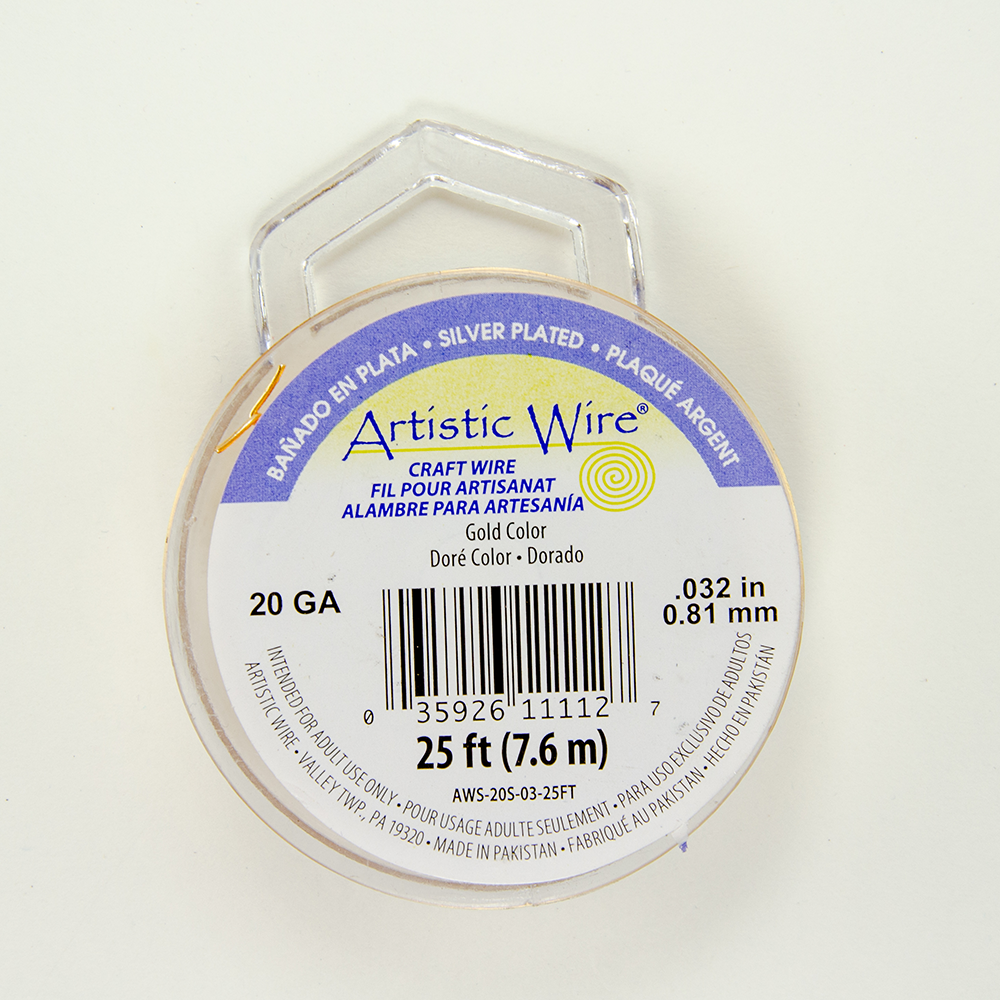 BAÑADO EN PLATA • SILVER PLATED • PLAQUÉ ARGENT
Artistic Wire®
CRAFT WIRE
FIL POUR ARTISANAT
ALAMBRE PARA ARTESANÍA
Gold Color
Doré Color • Dorado
20 GA
.032 in
0.81 mm
0 35926 11112 7
25 ft (7.6 m)
AWS-20S-03-25FT
INTENDED FOR ADULT USE ONLY • POUR USAGE ADULTE SEULEMENT • PARA USO EXCLUSIVO DE ADULTOS
ARTISTIC WIRE • VALLEY TWP., PA 19320 • MADE IN PAKISTAN • FABRIQUÉ AU PAKISTAN • HECHO EN PAKISTÁN